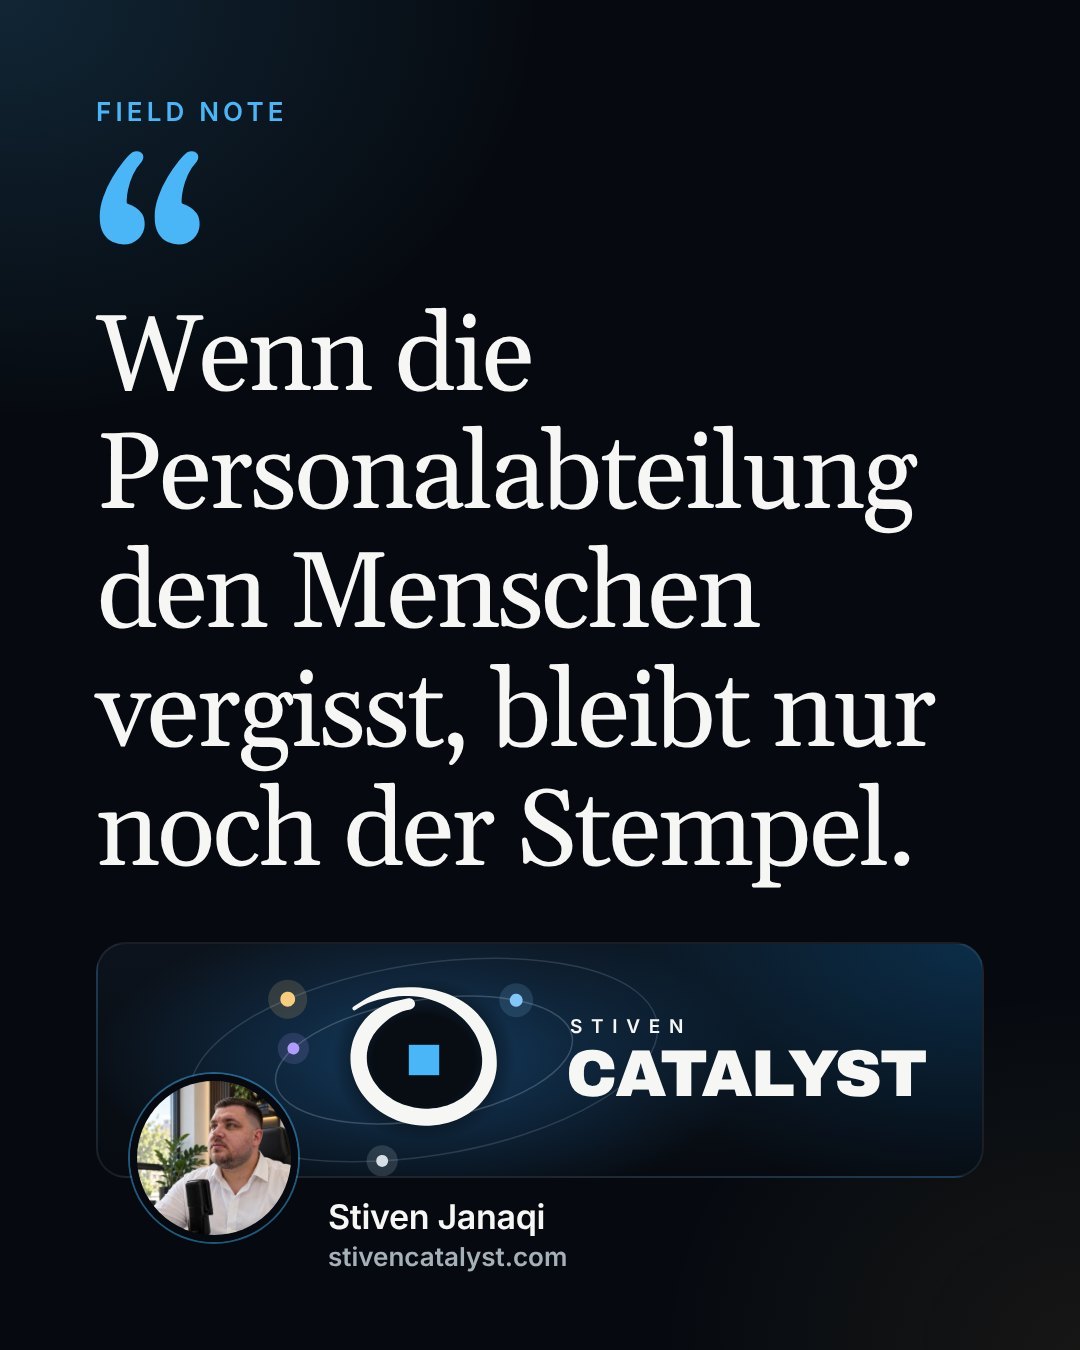 FIELD NOTE
“
Wenn die
Personalabteilung
den Menschen
vergisst, bleibt nur
noch der Stempel.
STIVEN
CATALYST
Stiven Janaqi
stivencatalyst.com